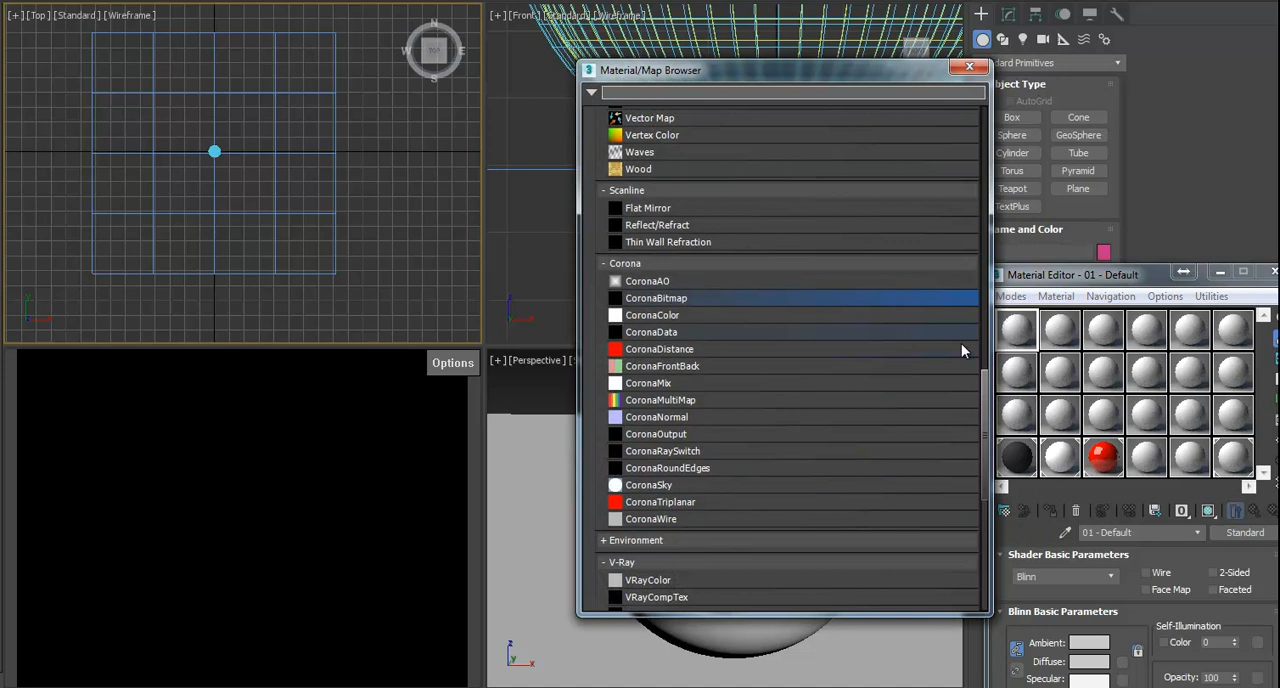 [+] [Top] [Standard] [Wireframe]
N
W TOP E
S
y
x
Options
[+] [Front] [Standard] [Wireframe]
z
x
[+] [Perspective] [S
z
y x
3 Material/Map Browser
Vector Map
Vertex Color
Waves
Wood
- Scanline
Flat Mirror
Reflect/Refract
Thin Wall Refraction
- Corona
CoronaAO
CoronaBitmap
CoronaColor
CoronaData
CoronaDistance
CoronaFrontBack
CoronaMix
CoronaMultiMap
CoronaNormal
CoronaOutput
CoronaRaySwitch
CoronaRoundEdges
CoronaSky
CoronaTriplanar
CoronaWire
+ Environment
- V-Ray
VRayColor
VRayCompTex
dard Primitives
Object Type
AutoGrid
Box Cone
Sphere GeoSphere
Cylinder Tube
Torus Pyramid
Teapot Plane
TextPlus
ame and Color
Material Editor - 01 - Default
Modes Material Navigation Options Utilities
01 - Default Standard
Shader Basic Parameters
Blinn Wire 2-Sided
Face Map Faceted
Blinn Basic Parameters
Self-Illumination
Ambient: Color 0
Diffuse:
Specular: Opacity: 100